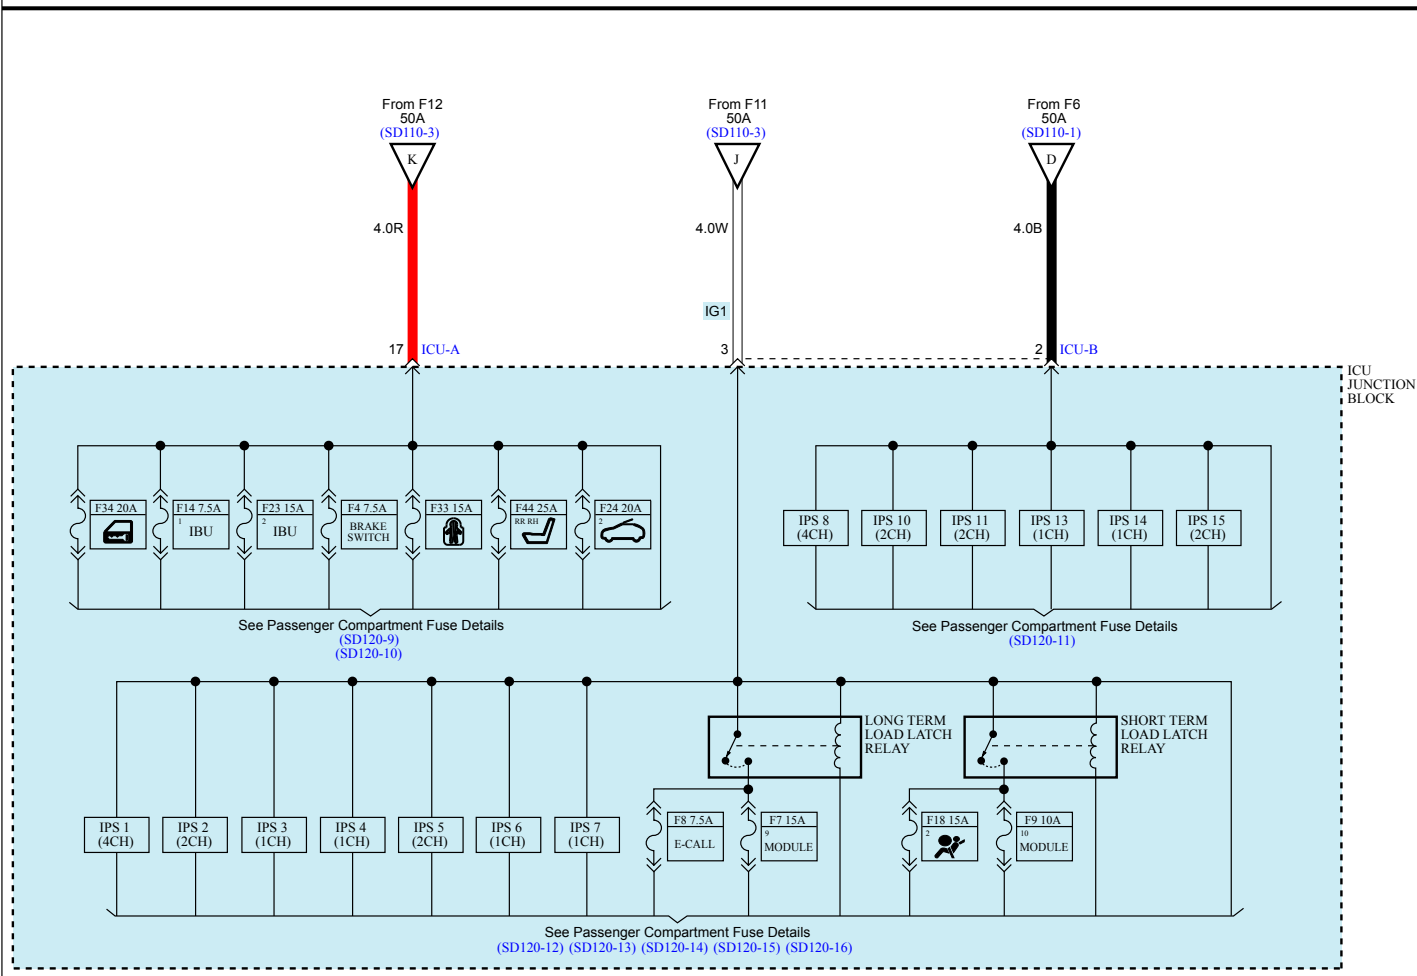 From F12
50A
(SD110-3)
K
From F11
50A
(SD110-3)
J
From F6
50A
(SD110-1)
D
4.0R
4.0W
4.0B
IG1
17 ICU-A
3
2 ICU-B
ICU
JUNCTION
BLOCK
F34 20A
F14 7.5A
1
IBU
F23 15A
2
IBU
F4 7.5A
BRAKE
SWITCH
F33 15A
F44 25A
RR RH
F24 20A
2
IPS 8
(4CH)
IPS 10
(2CH)
IPS 11
(2CH)
IPS 13
(1CH)
IPS 14
(1CH)
IPS 15
(2CH)
See Passenger Compartment Fuse Details
(SD120-9)
(SD120-10)
See Passenger Compartment Fuse Details
(SD120-11)
LONG TERM
LOAD LATCH
RELAY
SHORT TERM
LOAD LATCH
RELAY
IPS 1
(4CH)
IPS 2
(2CH)
IPS 3
(1CH)
IPS 4
(1CH)
IPS 5
(2CH)
IPS 6
(1CH)
IPS 7
(1CH)
F8 7.5A
E-CALL
F7 15A
9
MODULE
F18 15A
2
F9 10A
10
MODULE
See Passenger Compartment Fuse Details
(SD120-12) (SD120-13) (SD120-14) (SD120-15) (SD120-16)